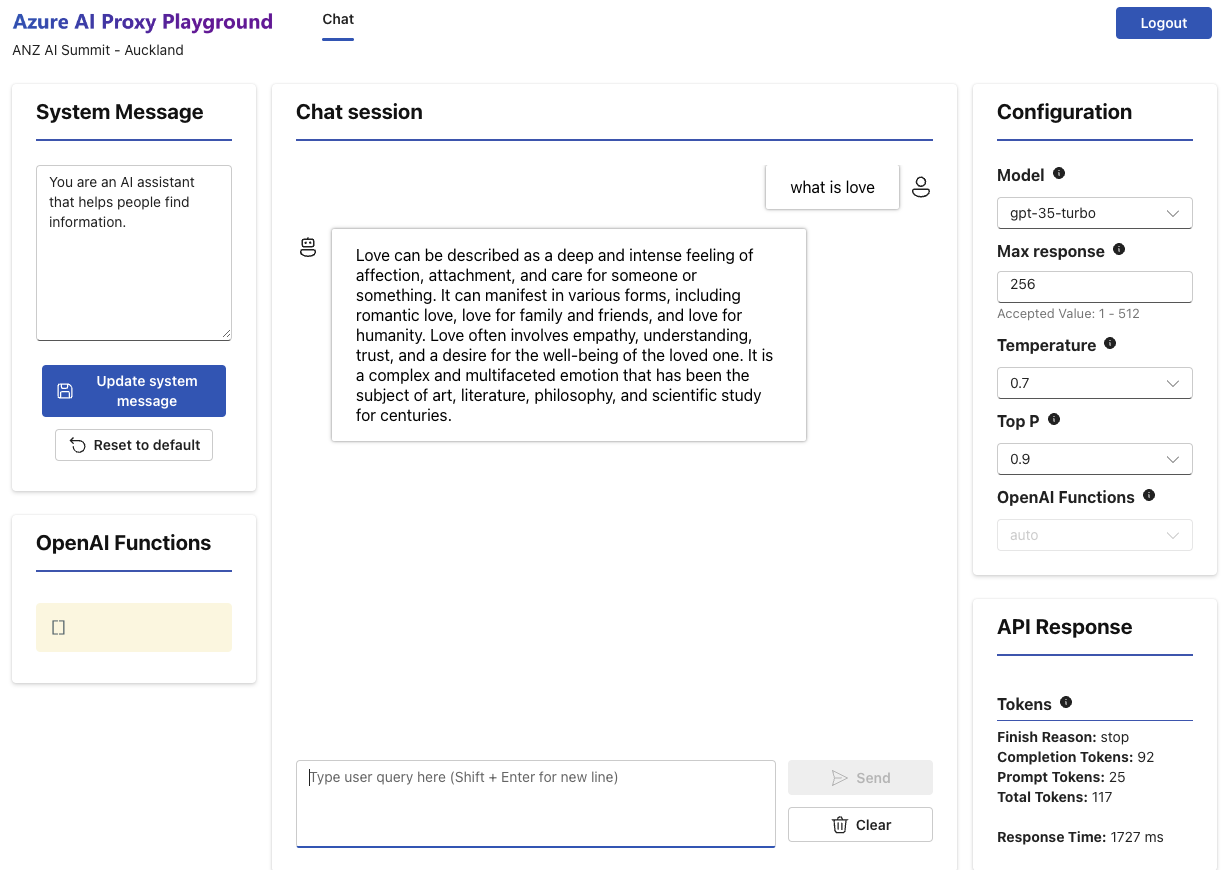 Azure AI Proxy Playground
ANZ AI Summit - Auckland
Chat
Logout
System Message
You are an AI assistant
that helps people find
information.
Update system
message
Reset to default
OpenAI Functions
[]
Chat session
what is love
Love can be described as a deep and intense feeling of
affection, attachment, and care for someone or
something. It can manifest in various forms, including
romantic love, love for family and friends, and love for
humanity. Love often involves empathy, understanding,
trust, and a desire for the well-being of the loved one. It is
a complex and multifaceted emotion that has been the
subject of art, literature, philosophy, and scientific study
for centuries.
Type user query here (Shift + Enter for new line)
Send
Clear
Configuration
Model
gpt-35-turbo
Max response
256
Accepted Value: 1 - 512
Temperature
0.7
Top P
0.9
OpenAI Functions
auto
API Response
Tokens
Finish Reason: stop
Completion Tokens: 92
Prompt Tokens: 25
Total Tokens: 117
Response Time: 1727 ms